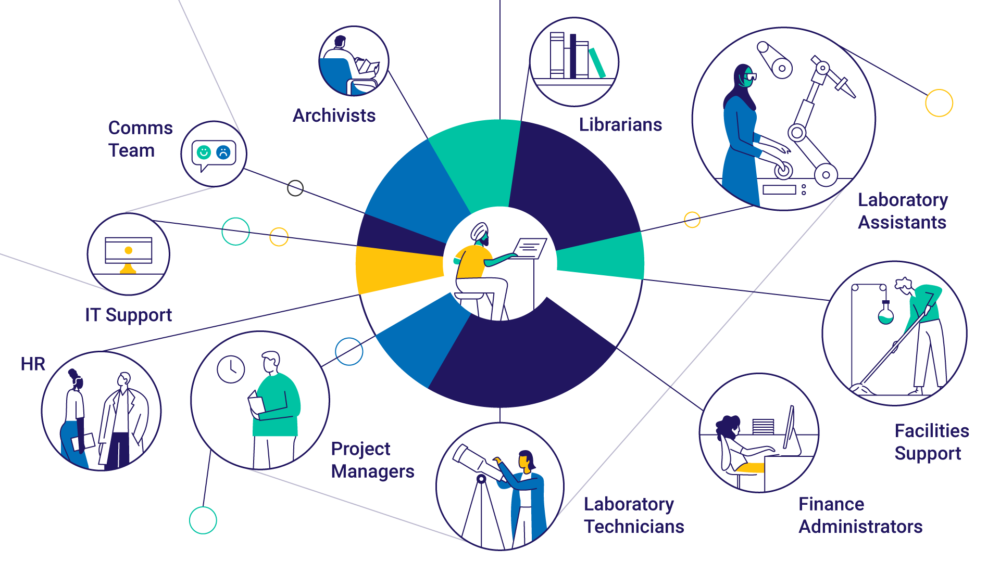 Archivists
Librarians
Comms
Team
Laboratory
Assistants
IT Support
HR
Project
Managers
Facilities
Support
Laboratory
Technicians
Finance
Administrators